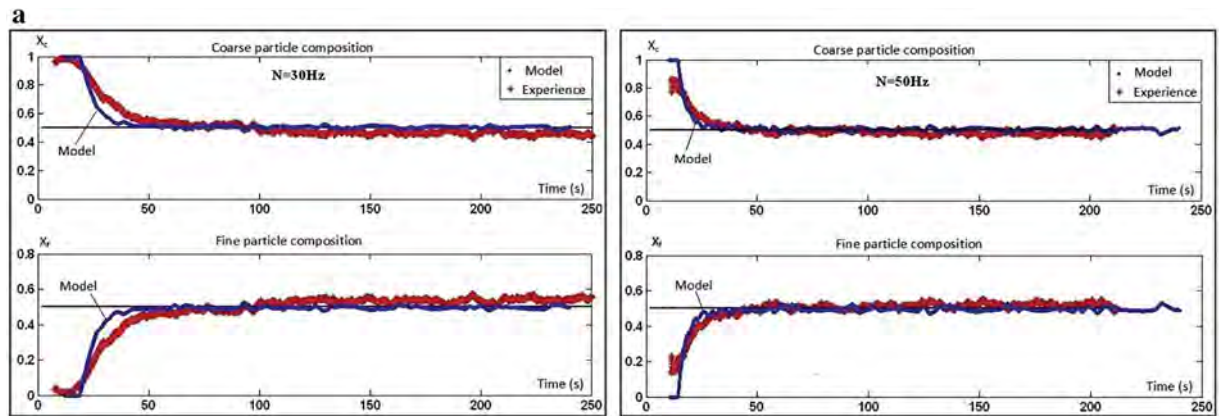 a
X_c
Coarse particle composition
N=30Hz
Model
Experience
Model
Time (s)
1
0.8
0.6
0.4
0.2
0
0 50 100 150 200 250
X_f
Fine particle composition
Model
Time (s)
0.8
0.6
0.4
0.2
0
0 50 100 150 200 250
X_c
Coarse particle composition
N=50Hz
Model
Experience
Model
Time (s)
1
0.8
0.6
0.4
0.2
0
0 50 100 150 200 250
X_f
Fine particle composition
Model
Time (s)
0.8
0.6
0.4
0.2
0
0 50 100 150 200 250